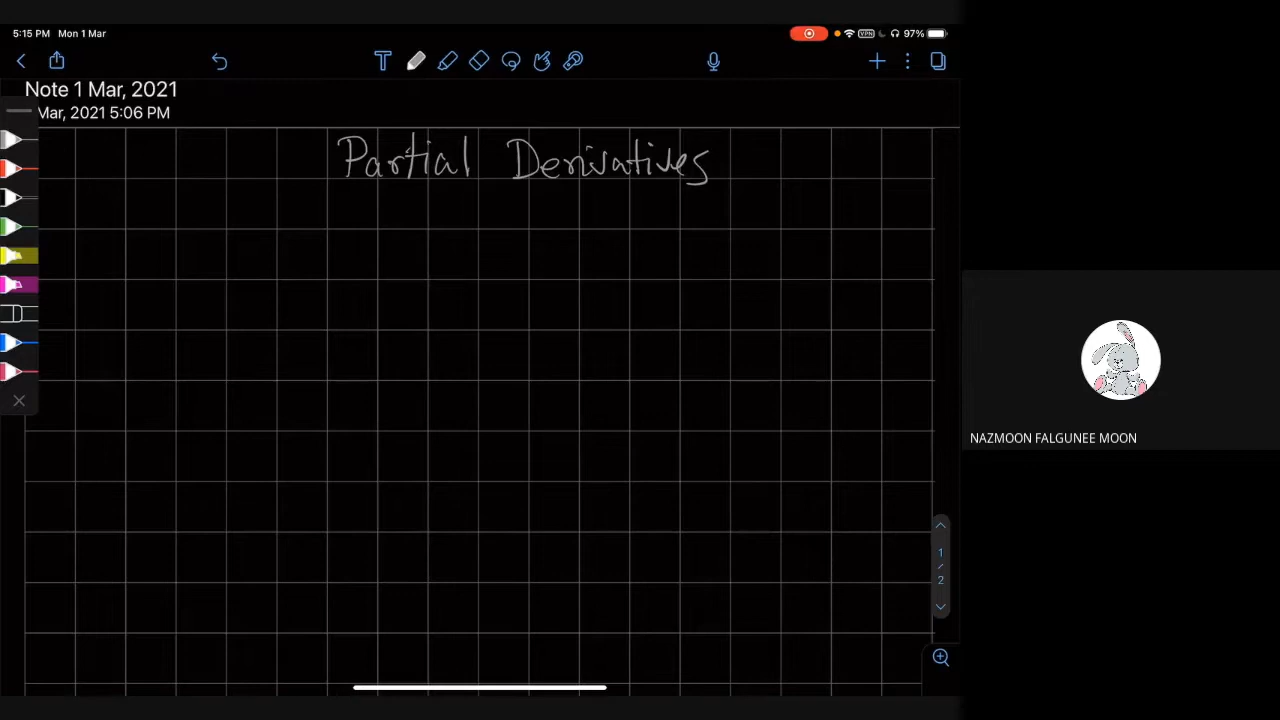 5:15 PM Mon 1 Mar
VPN 97%
T
Note 1 Mar, 2021
Mar, 2021 5:06 PM
Partial Derivatives
NAZMOON FALGUNEE MOON
1
/
2